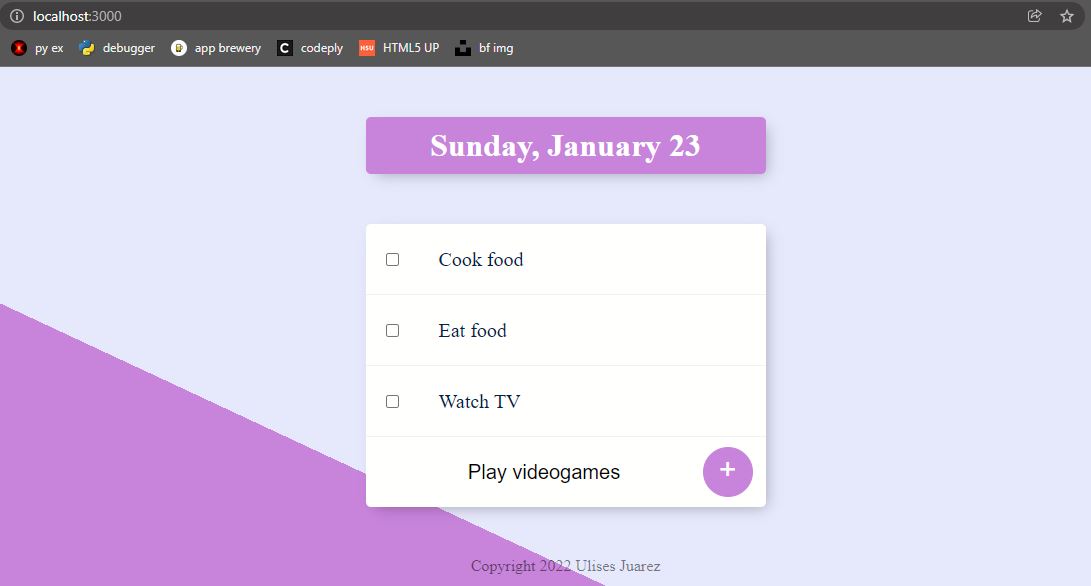 localhost:3000
py ex debugger app brewery codeply HSU HTML5 UP bf img
Sunday, January 23
Cook food
Eat food
Watch TV
Play videogames +
Copyright 2022 Ulises Juarez